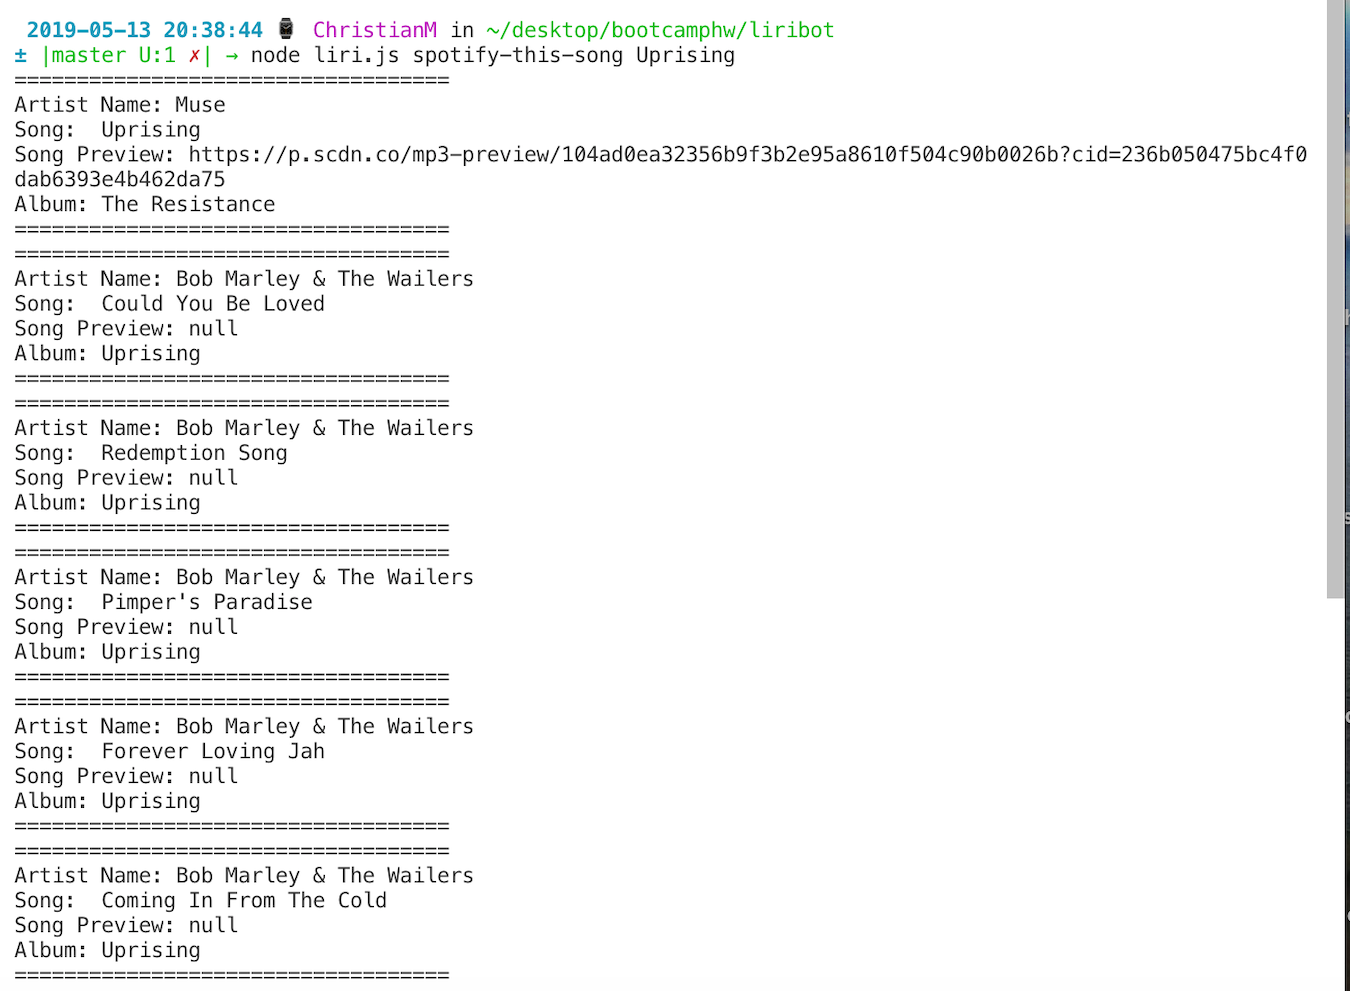 2019-05-13 20:38:44 ⌚ ChristianM in ~/desktop/bootcamphw/liribot
± |master U:1 ✗| → node liri.js spotify-this-song Uprising
===================================
Artist Name: Muse
Song:  Uprising
Song Preview: https://p.scdn.co/mp3-preview/104ad0ea32356b9f3b2e95a8610f504c90b0026b?cid=236b050475bc4f0
dab6393e4b462da75
Album: The Resistance
===================================
===================================
Artist Name: Bob Marley & The Wailers
Song:  Could You Be Loved
Song Preview: null
Album: Uprising
===================================
===================================
Artist Name: Bob Marley & The Wailers
Song:  Redemption Song
Song Preview: null
Album: Uprising
===================================
===================================
Artist Name: Bob Marley & The Wailers
Song:  Pimper's Paradise
Song Preview: null
Album: Uprising
===================================
===================================
Artist Name: Bob Marley & The Wailers
Song:  Forever Loving Jah
Song Preview: null
Album: Uprising
===================================
===================================
Artist Name: Bob Marley & The Wailers
Song:  Coming In From The Cold
Song Preview: null
Album: Uprising
===================================